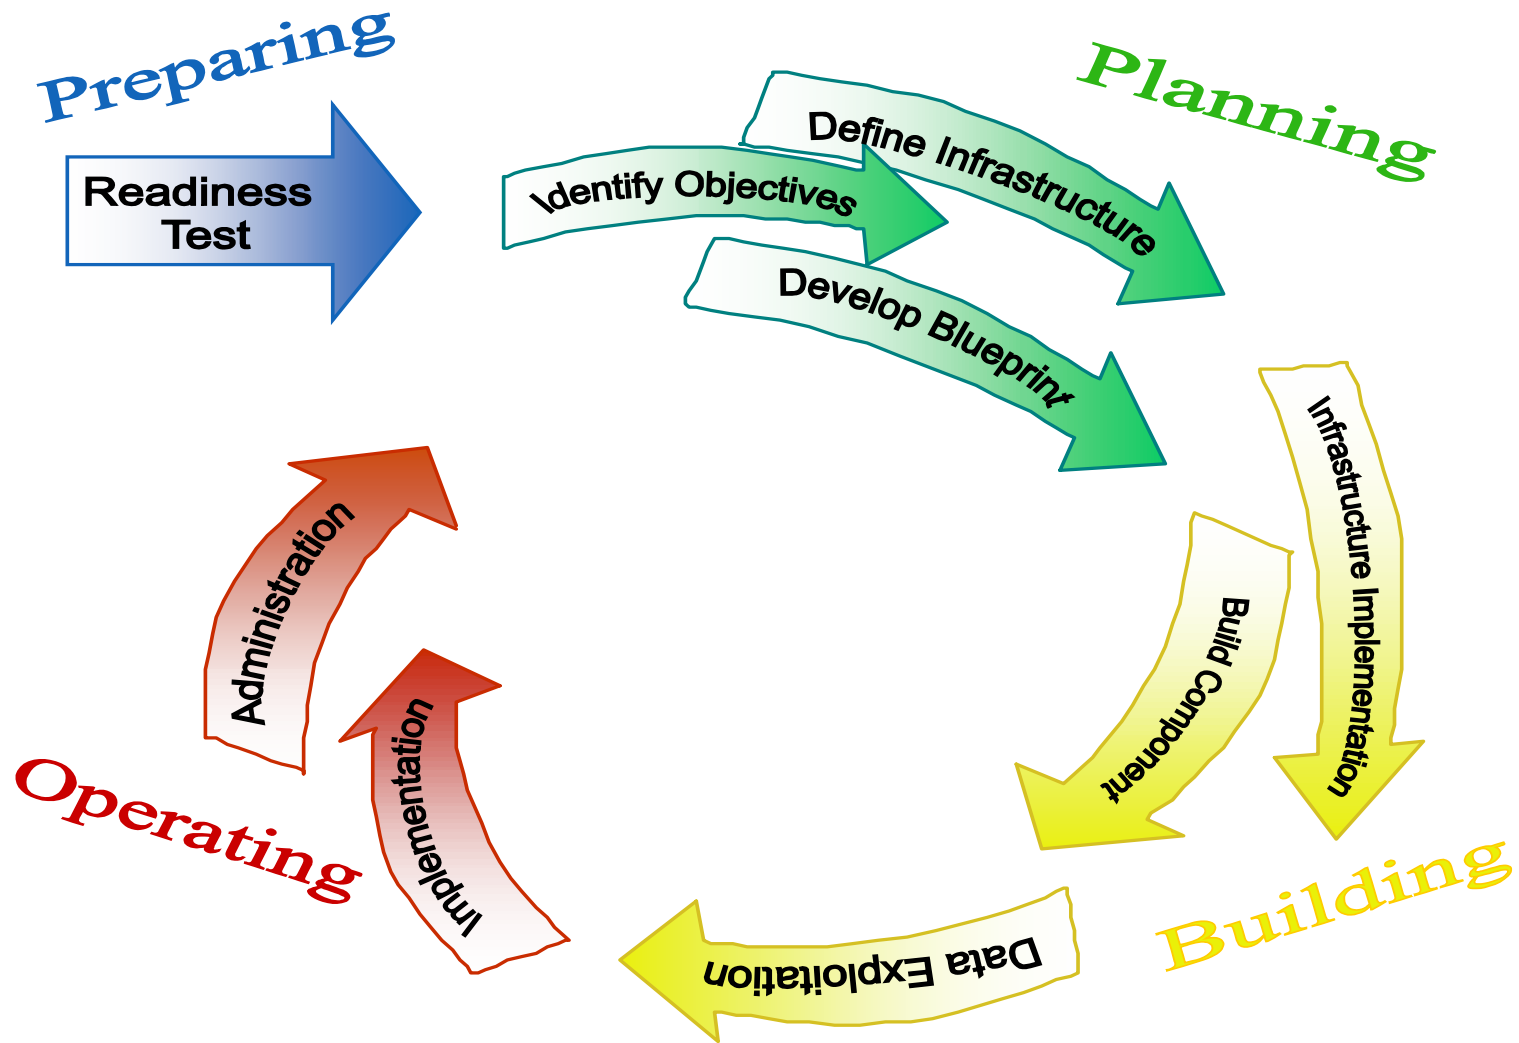 Preparing
Readiness
Test
Planning
Define Infrastructure
Identify Objectives
Develop Blueprint
Infrastructure Implementation
Build Component
Building
Data Exploitation
Implementation
Administration
Operating